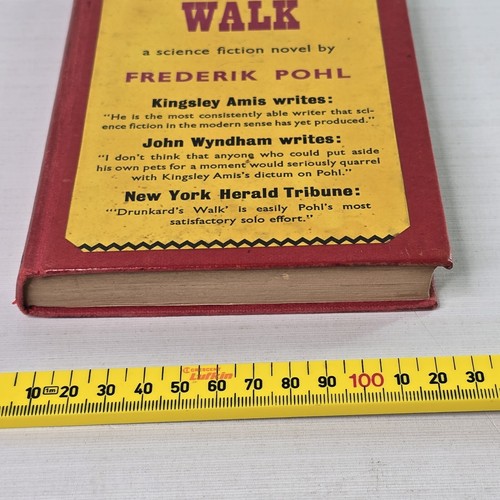 WALK
a science fiction novel by
FREDERIK POHL
Kingsley Amis writes:
"He is the most consistently able writer that sci-
ence fiction in the modern sense has yet produced."
John Wyndham writes:
"I don't think that anyone who could put aside
his own pets for a moment would seriously quarrel
with Kingsley Amis's dictum on Pohl."
New York Herald Tribune:
"'Drunkard's Walk' is easily Pohl's most
satisfactory solo effort."
CRESCENT
Lufkin
10 1m 20 30 40 50 60 70 80 90 100 10 20 30